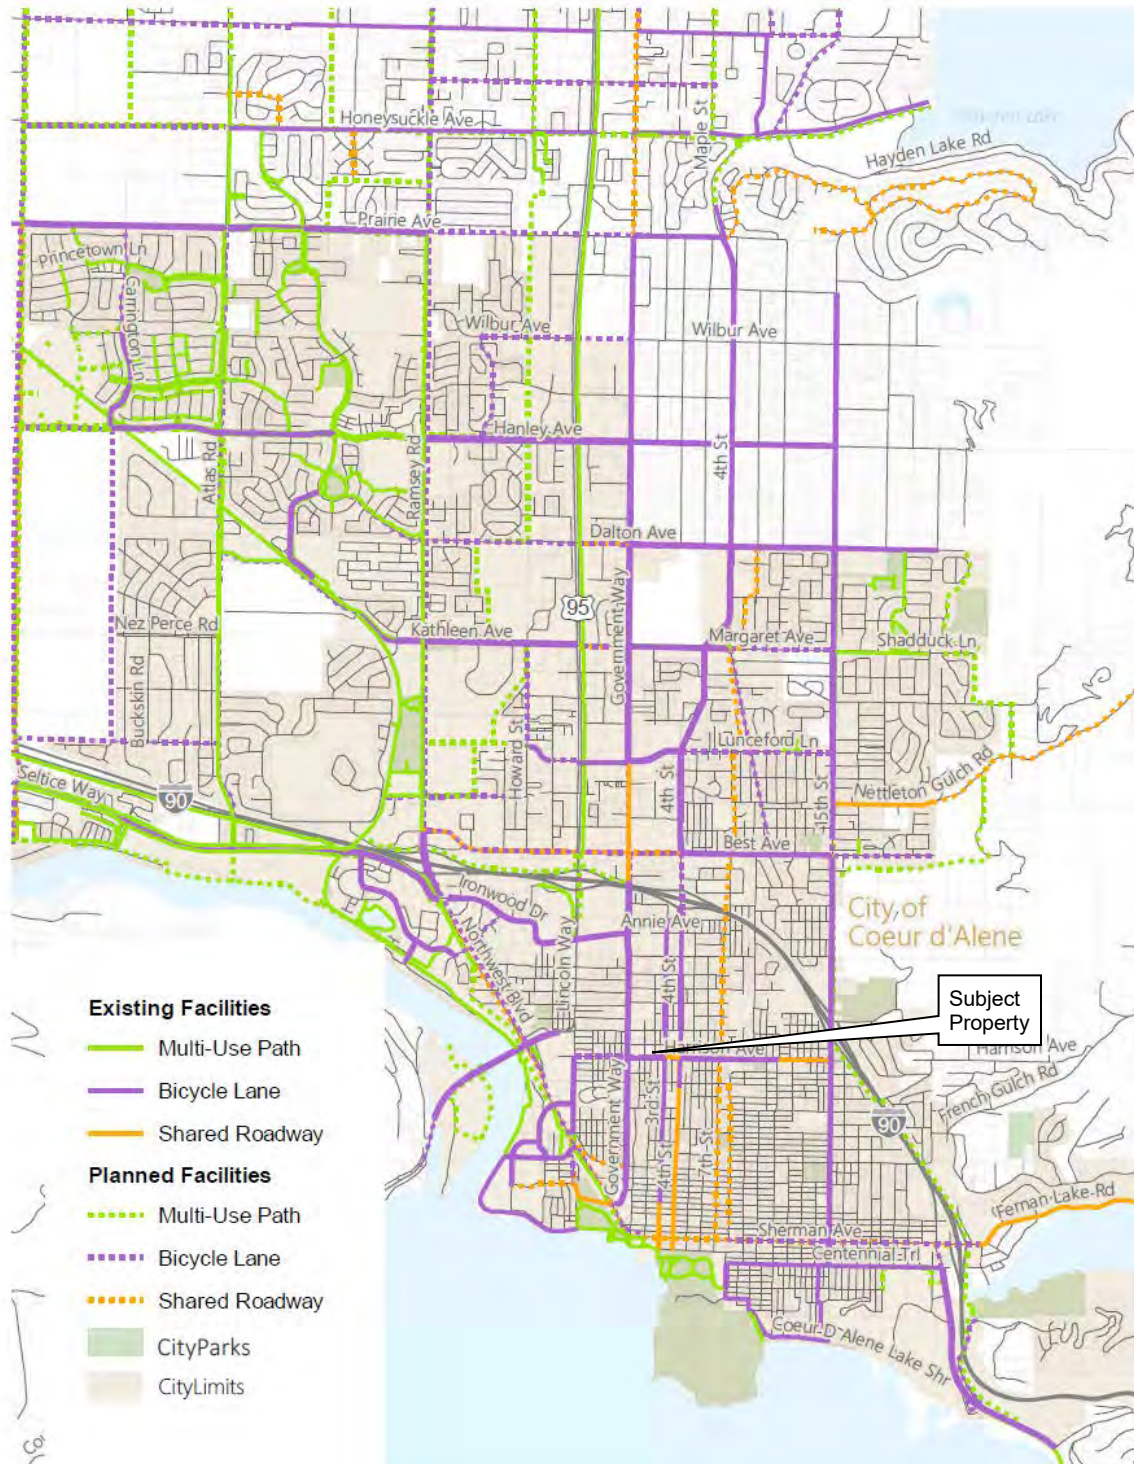 Honeysuckle Ave
Maple St
Hayden Lake Rd
Prairie Ave
Princetown Ln
Carrington Ln
Wilbur Ave
Wilbur Ave
Hanley Ave
4th St
Atlas Rd
Ramsey Rd
Dalton Ave
95
Government Way
Nez Perce Rd
Kathleen Ave
Margaret Ave
Shadduck Ln
Buckskin Rd
Howard St
Lunceford Ln
4th St
15th St
Nettleton Gulch Rd
Seltice Way
90
Best Ave
Ironwood Dr
City of
Coeur d'Alene
Annie Ave
Northwest Blvd
Lincoln Way
4th St
Subject
Property
Harrison Ave
Harrison Ave
French Gulch Rd
90
Government Way
3rd St
4th St
7th St
Fernan Lake Rd
Sherman Ave
Centennial Trl
Coeur D'Alene Lake Shr
Existing Facilities
Multi-Use Path
Bicycle Lane
Shared Roadway
Planned Facilities
Multi-Use Path
Bicycle Lane
Shared Roadway
CityParks
CityLimits